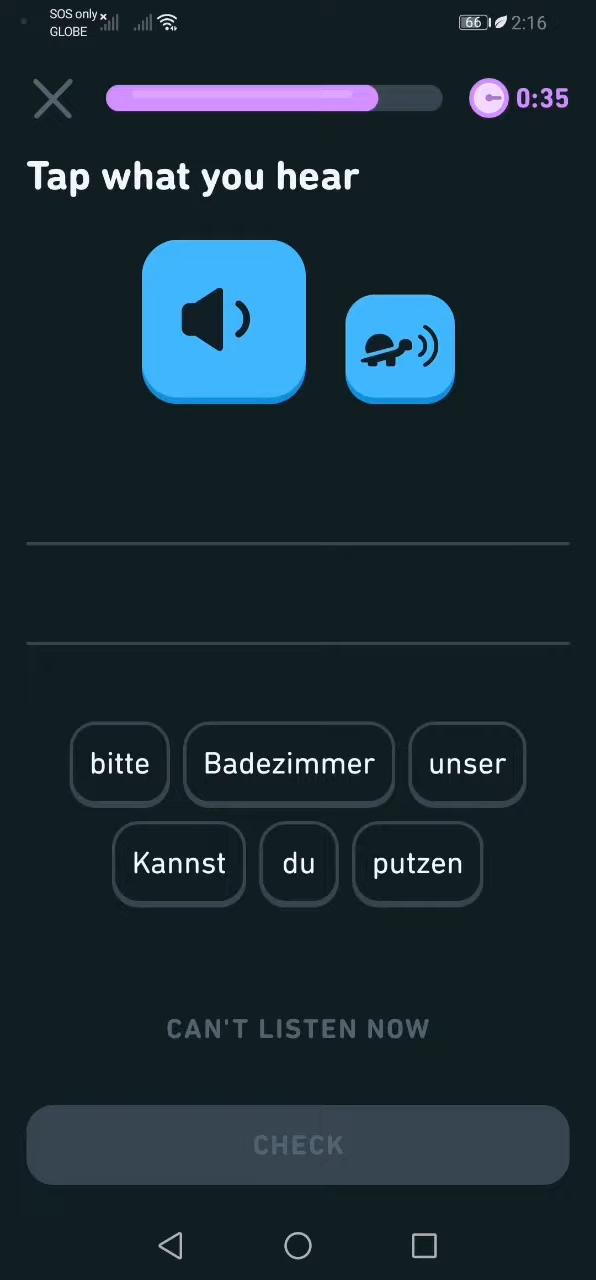 SOS only
GLOBE
66 2:16
0:35
Tap what you hear
bitte Badezimmer unser
Kannst du putzen
CAN'T LISTEN NOW
CHECK